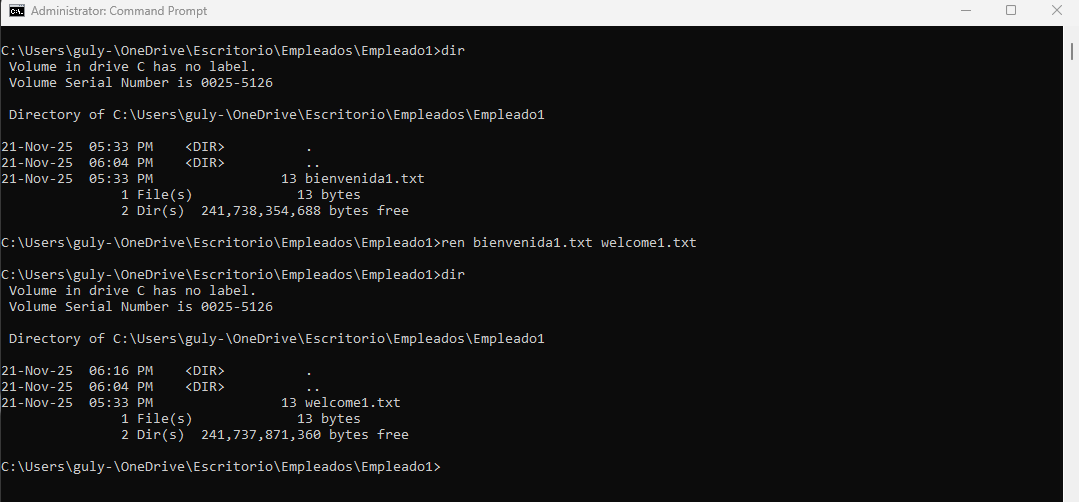 Administrator: Command Prompt
C:\Users\guly-\OneDrive\Escritorio\Empleados\Empleado1>dir
 Volume in drive C has no label.
 Volume Serial Number is 0025-5126
 Directory of C:\Users\guly-\OneDrive\Escritorio\Empleados\Empleado1
21-Nov-25  05:33 PM    <DIR>          .
21-Nov-25  06:04 PM    <DIR>          ..
21-Nov-25  05:33 PM                13 bienvenida1.txt
               1 File(s)             13 bytes
               2 Dir(s)  241,738,354,688 bytes free
C:\Users\guly-\OneDrive\Escritorio\Empleados\Empleado1>ren bienvenida1.txt welcome1.txt
C:\Users\guly-\OneDrive\Escritorio\Empleados\Empleado1>dir
 Volume in drive C has no label.
 Volume Serial Number is 0025-5126
 Directory of C:\Users\guly-\OneDrive\Escritorio\Empleados\Empleado1
21-Nov-25  06:16 PM    <DIR>          .
21-Nov-25  06:04 PM    <DIR>          ..
21-Nov-25  05:33 PM                13 welcome1.txt
               1 File(s)             13 bytes
               2 Dir(s)  241,737,871,360 bytes free
C:\Users\guly-\OneDrive\Escritorio\Empleados\Empleado1>